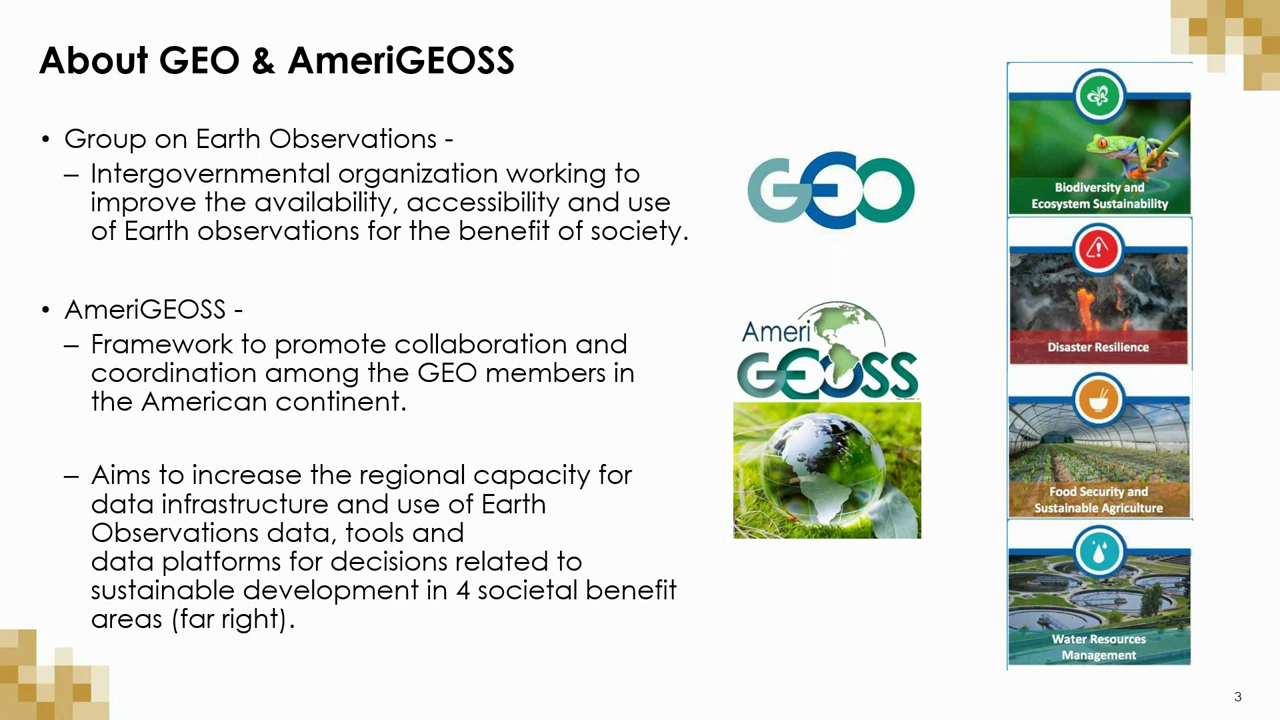 About GEO & AmeriGEOSS
• Group on Earth Observations -
– Intergovernmental organization working to
improve the availability, accessibility and use
of Earth observations for the benefit of society.
• AmeriGEOSS -
– Framework to promote collaboration and
coordination among the GEO members in
the American continent.
– Aims to increase the regional capacity for
data infrastructure and use of Earth
Observations data, tools and
data platforms for decisions related to
sustainable development in 4 societal benefit
areas (far right).
GEO
Ameri
GEOSS
Biodiversity and
Ecosystem Sustainability
Disaster Resilience
Food Security and
Sustainable Agriculture
Water Resources
Management
3